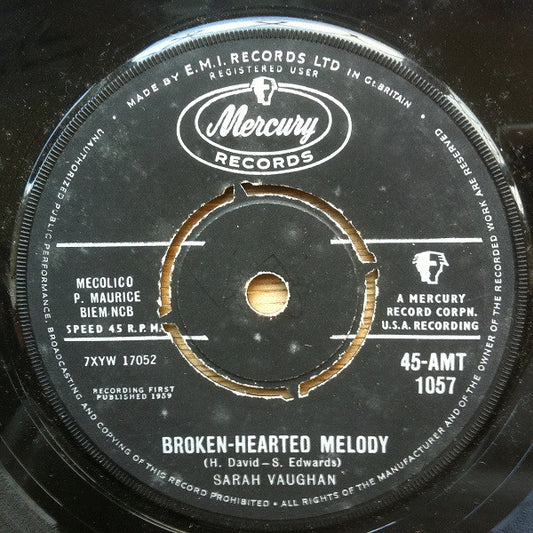 MADE BY E.M.I. RECORDS LTD IN GT.BRITAIN
REGISTERED USER
Mercury
RECORDS
MECOLICO
P. MAURICE
BIEM·NCB
SPEED 45 R.P.M.
7XYW 17052
RECORDING FIRST
PUBLISHED 1959
A MERCURY
RECORD CORPN.
U.S.A. RECORDING
45-AMT
1057
BROKEN-HEARTED MELODY
(H. David – S. Edwards)
SARAH VAUGHAN
UNAUTHORIZED PUBLIC PERFORMANCE, BROADCASTING AND COPYING OF THIS RECORD PROHIBITED • ALL RIGHTS OF THE MANUFACTURER AND OF THE OWNER OF THE RECORDED WORK ARE RESERVED